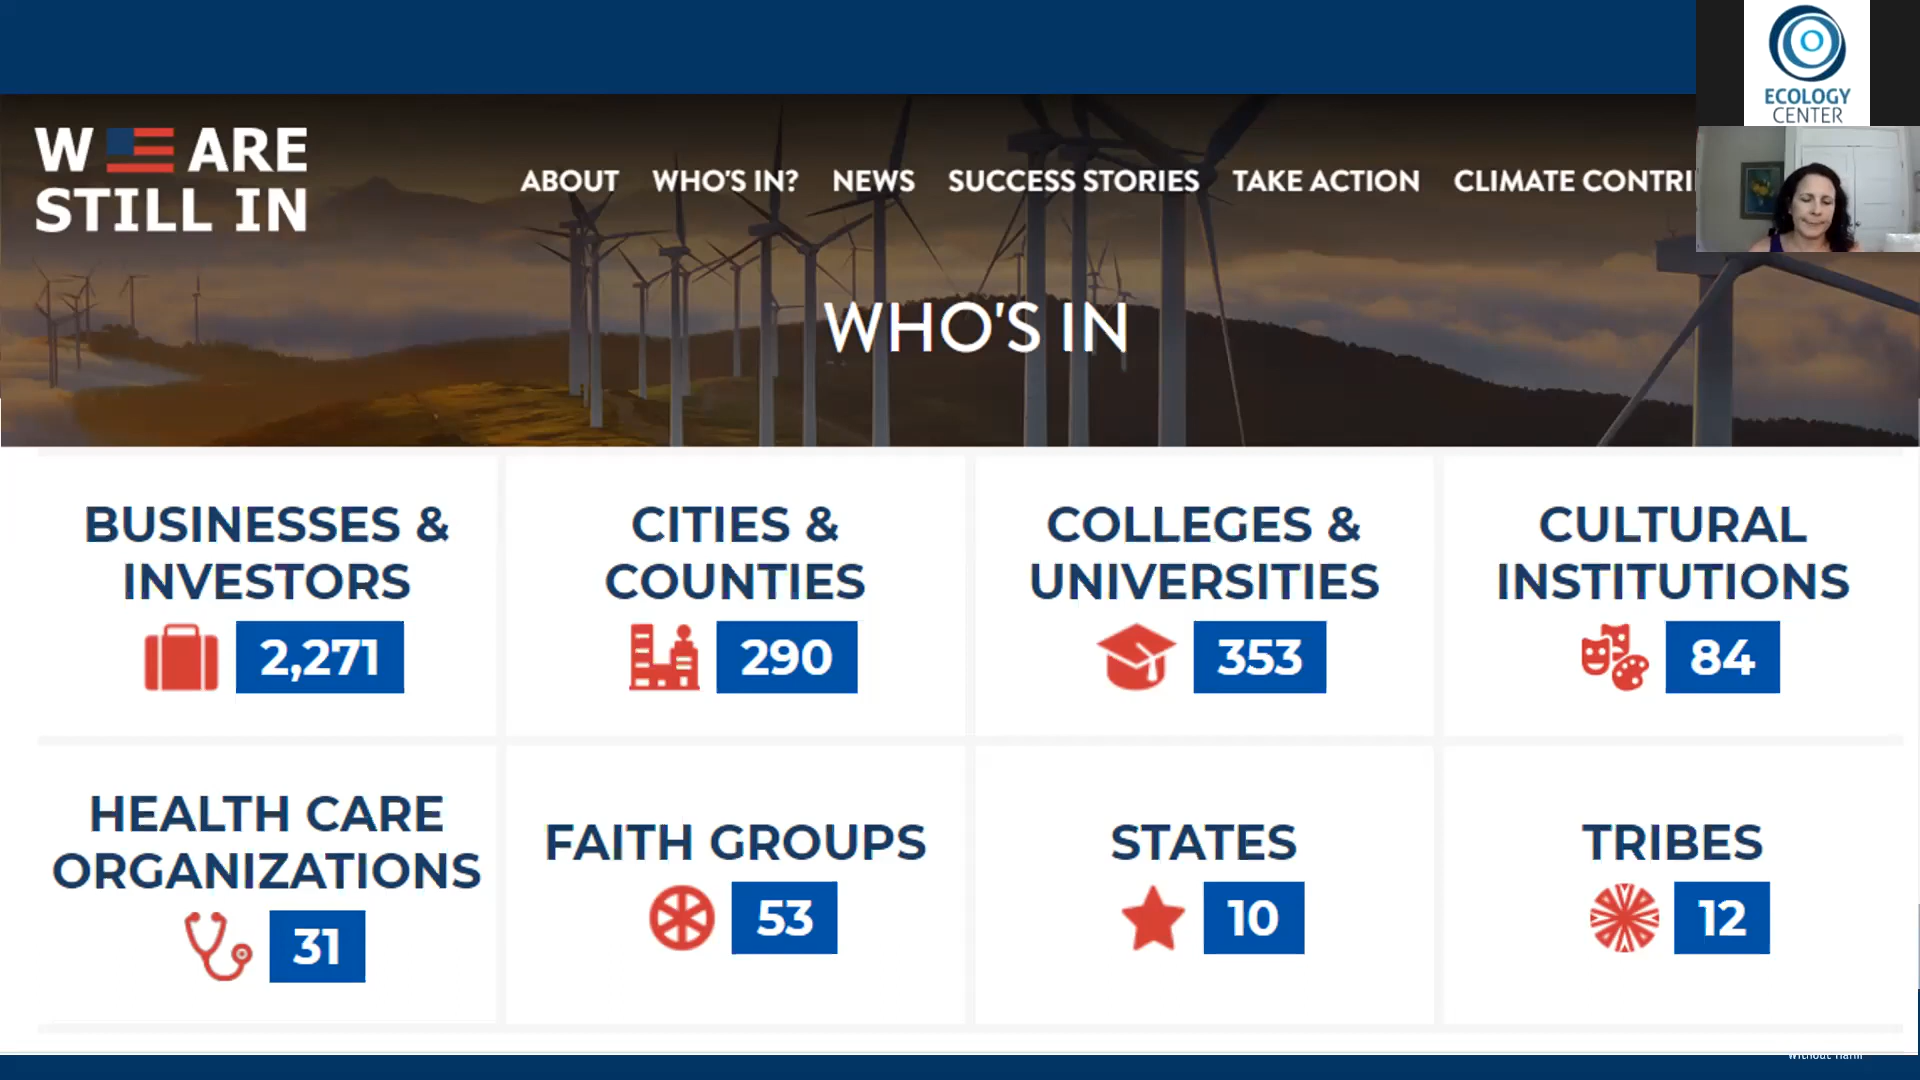 W ARE
STILL IN
ABOUT WHO'S IN? NEWS SUCCESS STORIES TAKE ACTION CLIMATE CONTRI
ECOLOGY
CENTER
WHO'S IN
BUSINESSES &
INVESTORS
2,271
CITIES &
COUNTIES
290
COLLEGES &
UNIVERSITIES
353
CULTURAL
INSTITUTIONS
84
HEALTH CARE
ORGANIZATIONS
31
FAITH GROUPS
53
STATES
10
TRIBES
12